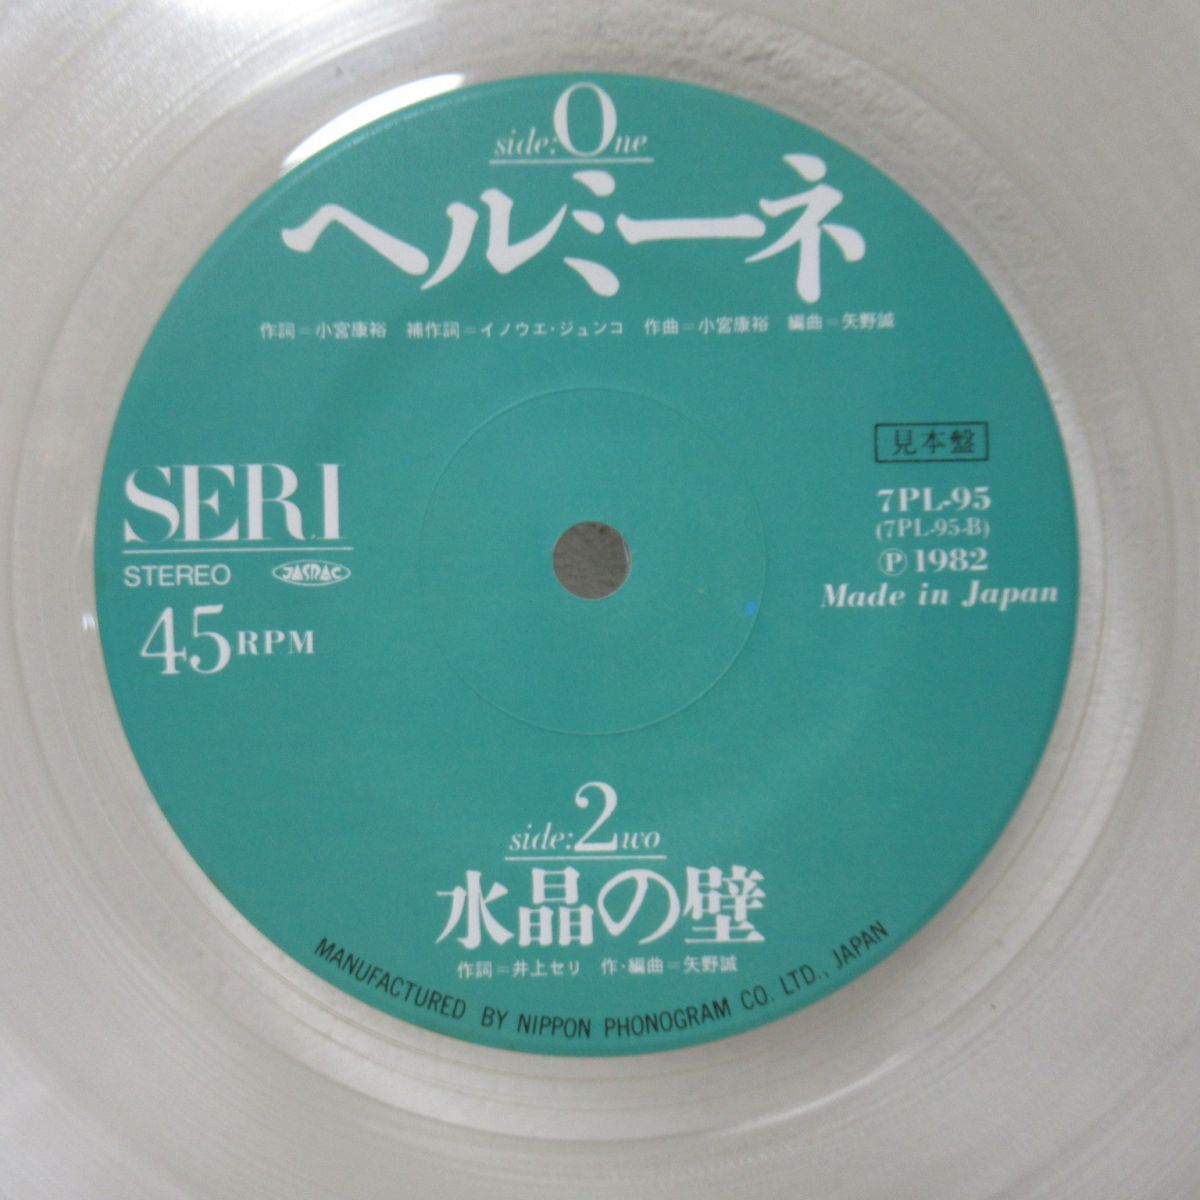 side:One
ヘルミーネ
作詞=小宮康裕 補作詞=イノウエ・ジュンコ 作曲=小宮康裕 編曲=矢野誠
見本盤
SERI
7PL-95
(7PL-95-B)
STEREO JASRAC
Ⓟ1982
Made in Japan
45RPM
side:2wo
水晶の壁
作詞=井上セリ 作・編曲=矢野誠
MANUFACTURED BY NIPPON PHONOGRAM CO. LTD., JAPAN